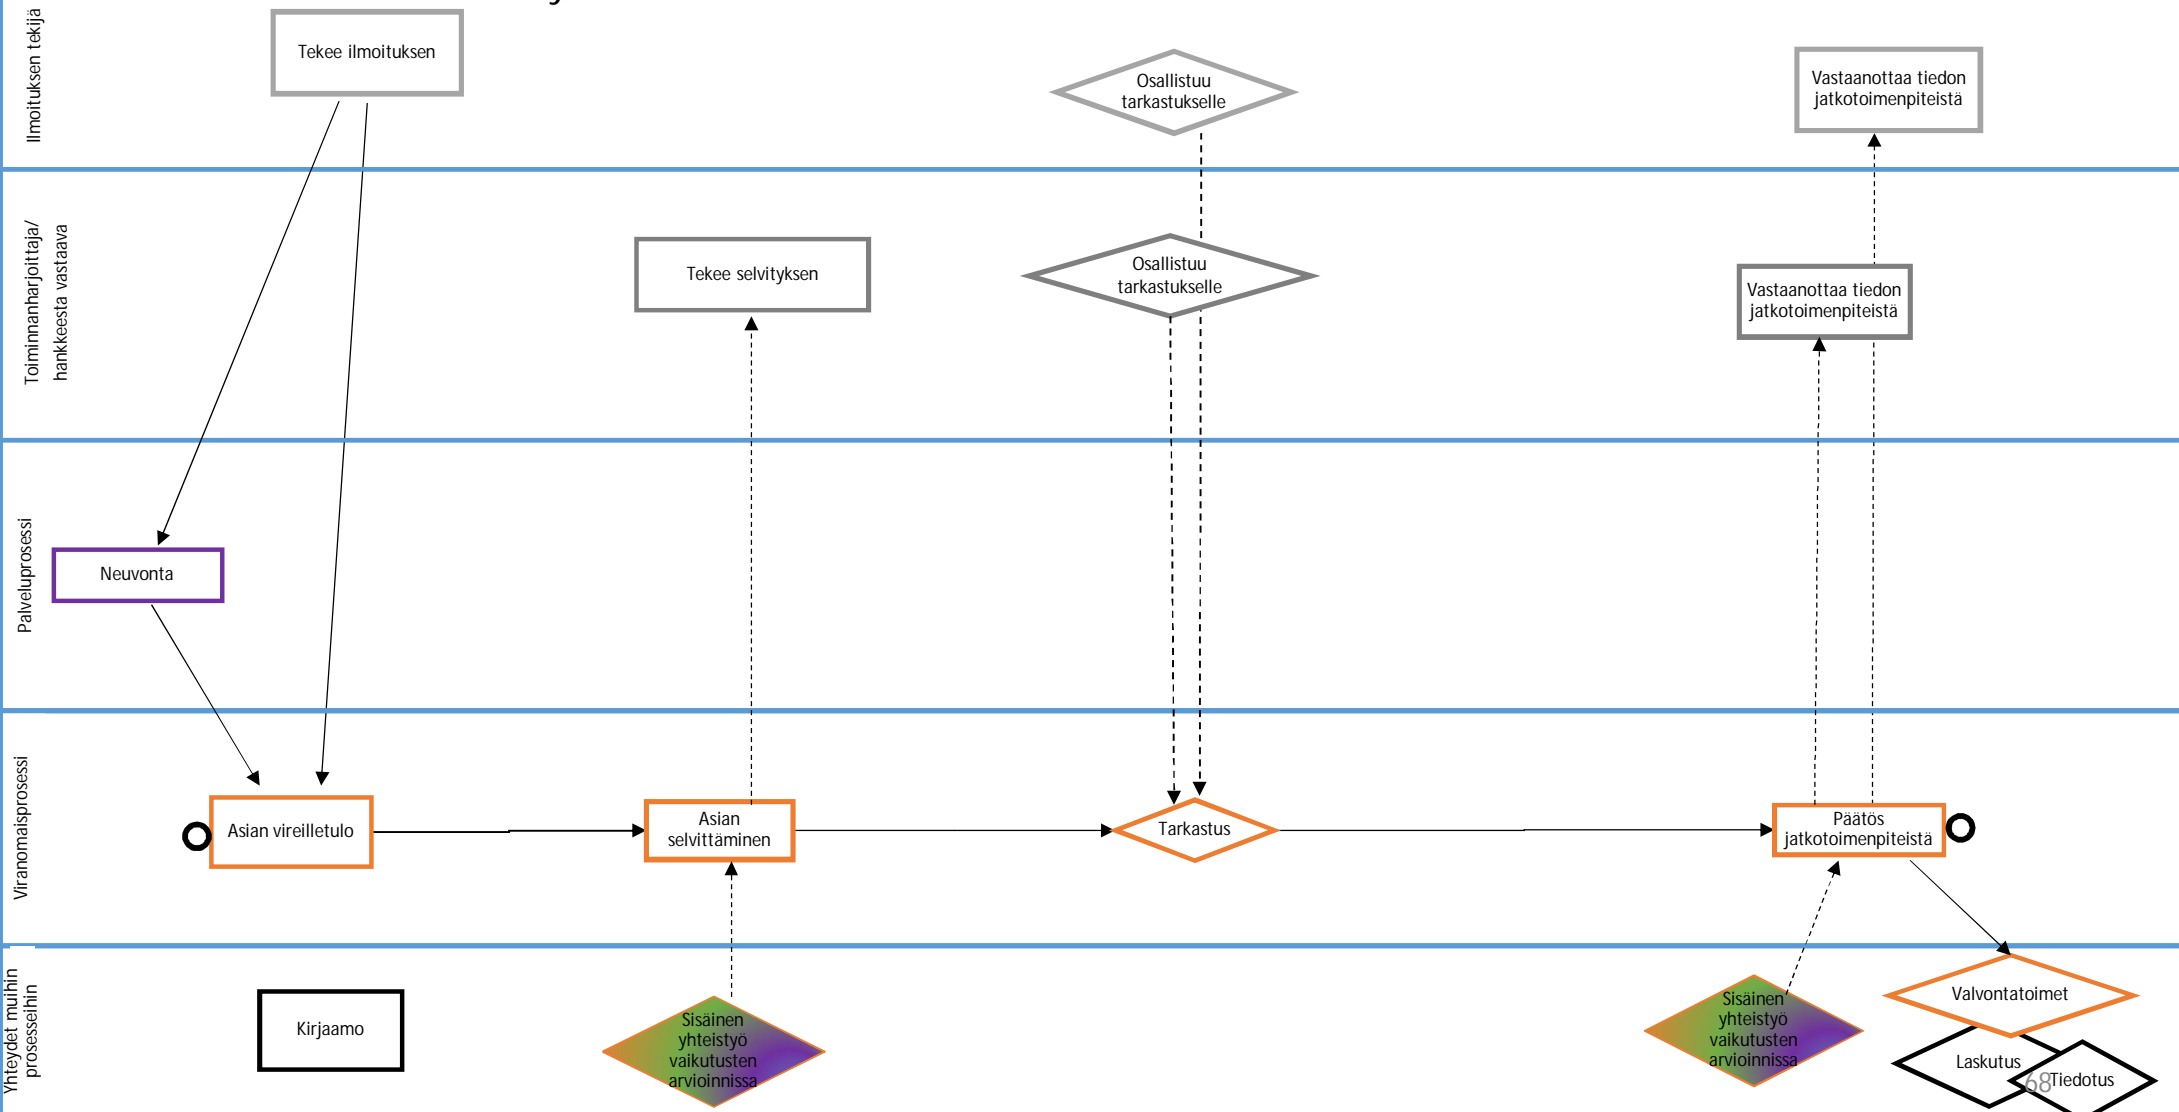 Ilmoituksen tekijä
Tekee ilmoituksen
Osallistuu
tarkastukselle
Vastaanottaa tiedon
jatkotoimenpiteistä
Toiminnanharjoittaja/
hankkeesta vastaava
Tekee selvityksen
Osallistuu
tarkastukselle
Vastaanottaa tiedon
jatkotoimenpiteistä
Palveluprosessi
Neuvonta
Viranomaisprosessi
Asian vireilletulo
Asian
selvittäminen
Tarkastus
Päätös
jatkotoimenpiteistä
Yhteydet muihin
prosesseihin
Kirjaamo
Sisäinen
yhteistyö
vaikutusten
arvioinnissa
Sisäinen
yhteistyö
vaikutusten
arvioinnissa
Valvontatoimet
Laskutus
Tiedotus
68